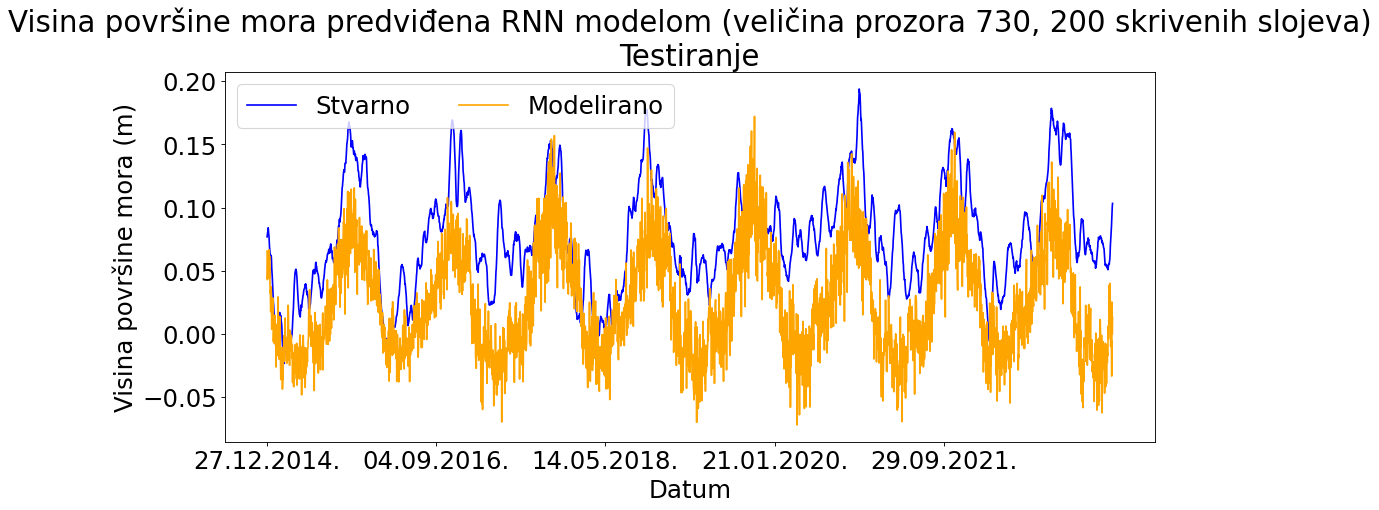 Visina površine mora predviđena RNN modelom (veličina prozora 730, 200 skrivenih slojeva)
Testiranje
Stvarno
Modelirano
Visina površine mora (m)
0.20
0.15
0.10
0.05
0.00
−0.05
27.12.2014.
04.09.2016.
14.05.2018.
21.01.2020.
29.09.2021.
Datum